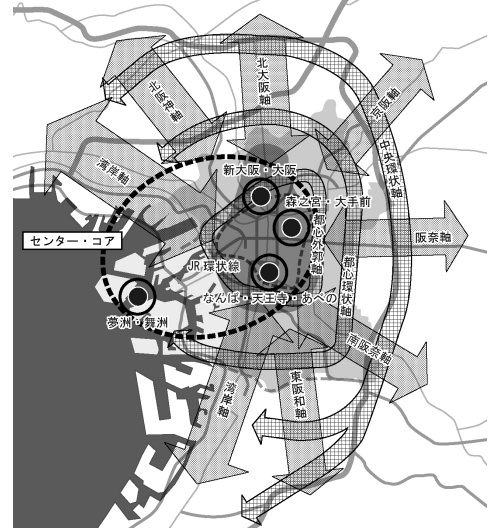 北大阪軸
北阪神軸
京阪軸
中央環状軸
湾岸軸
新大阪・大阪
森之宮・大手前
都心外郭軸
都心環状軸
阪奈軸
センター・コア
JR環状線
なんば・天王寺・あべの
夢洲・舞洲
南阪奈軸
湾岸軸
東阪和軸